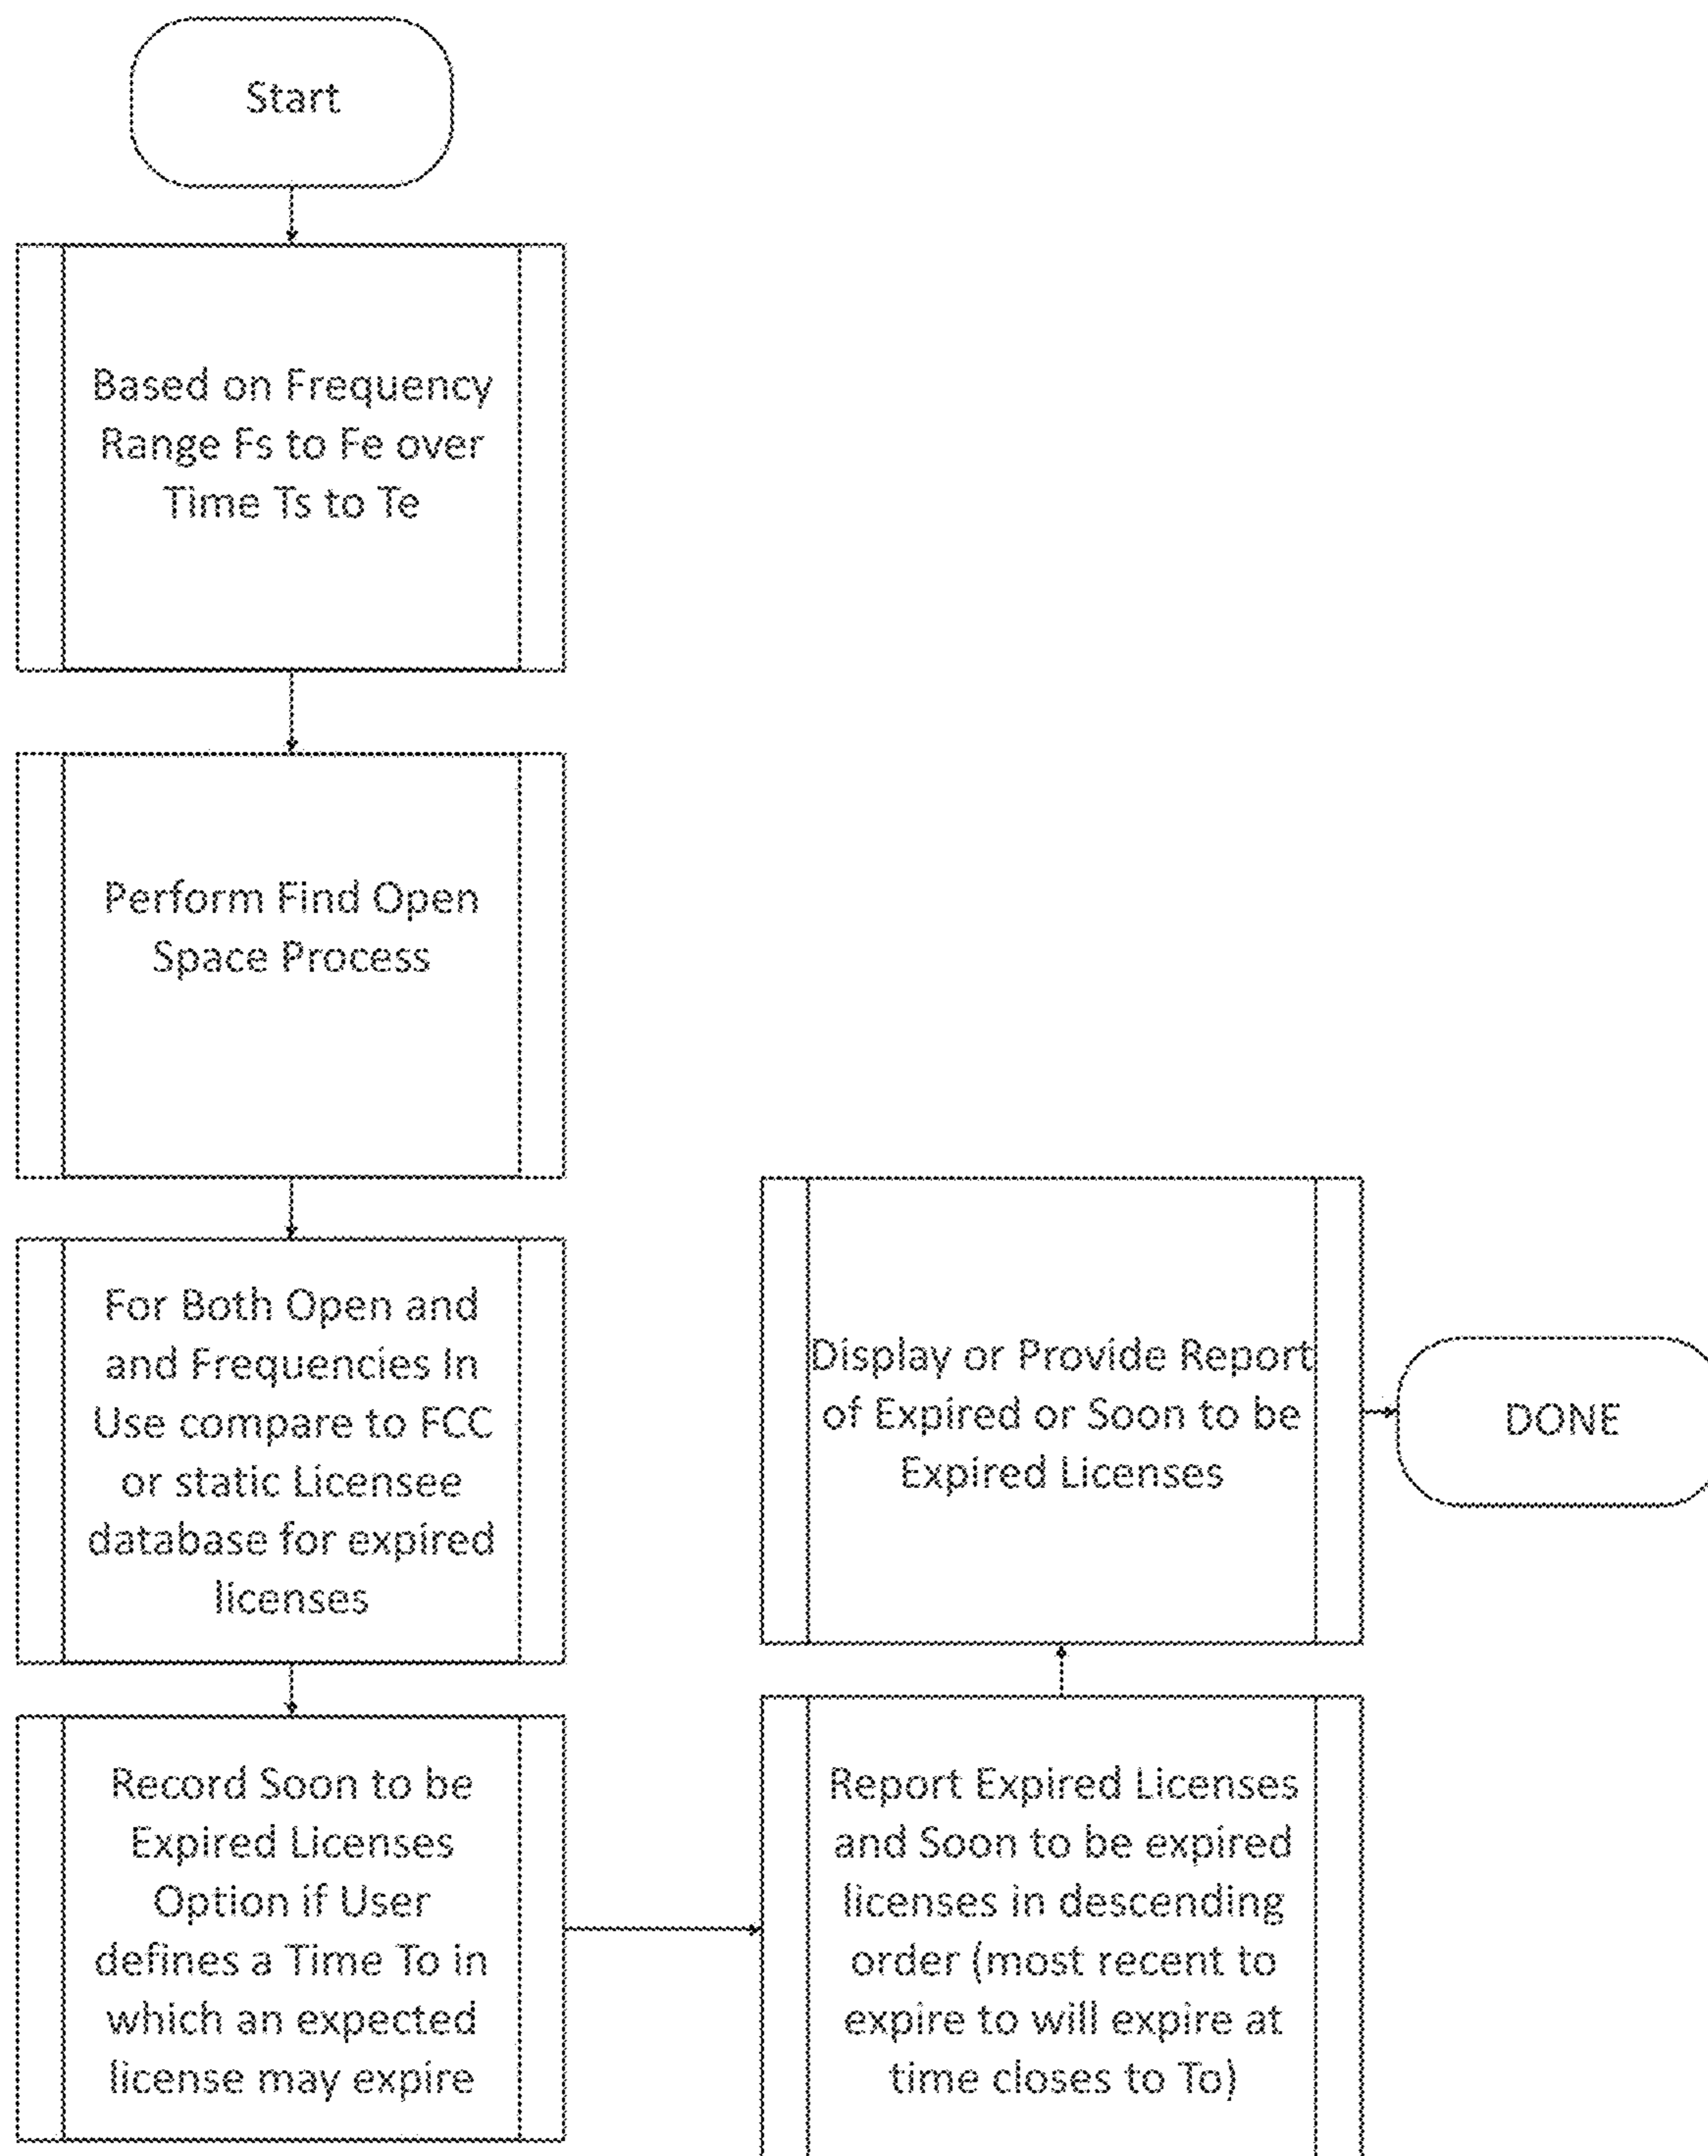 Start
Based on Frequency
Range Fs to Fe over
Time Ts to Te
Perform Find Open
Space Process
For Both Open and
and Frequencies In
Use compare to FCC
or static Licensee
database for expired
licenses
Record Soon to be
Expired Licenses
Option if User
defines a Time To in
which an expected
license may expire
Report Expired Licenses
and Soon to be expired
licenses in descending
order (most recent to
expire to will expire at
time closes to To)
Display or Provide Report
of Expired or Soon to be
Expired Licenses
DONE